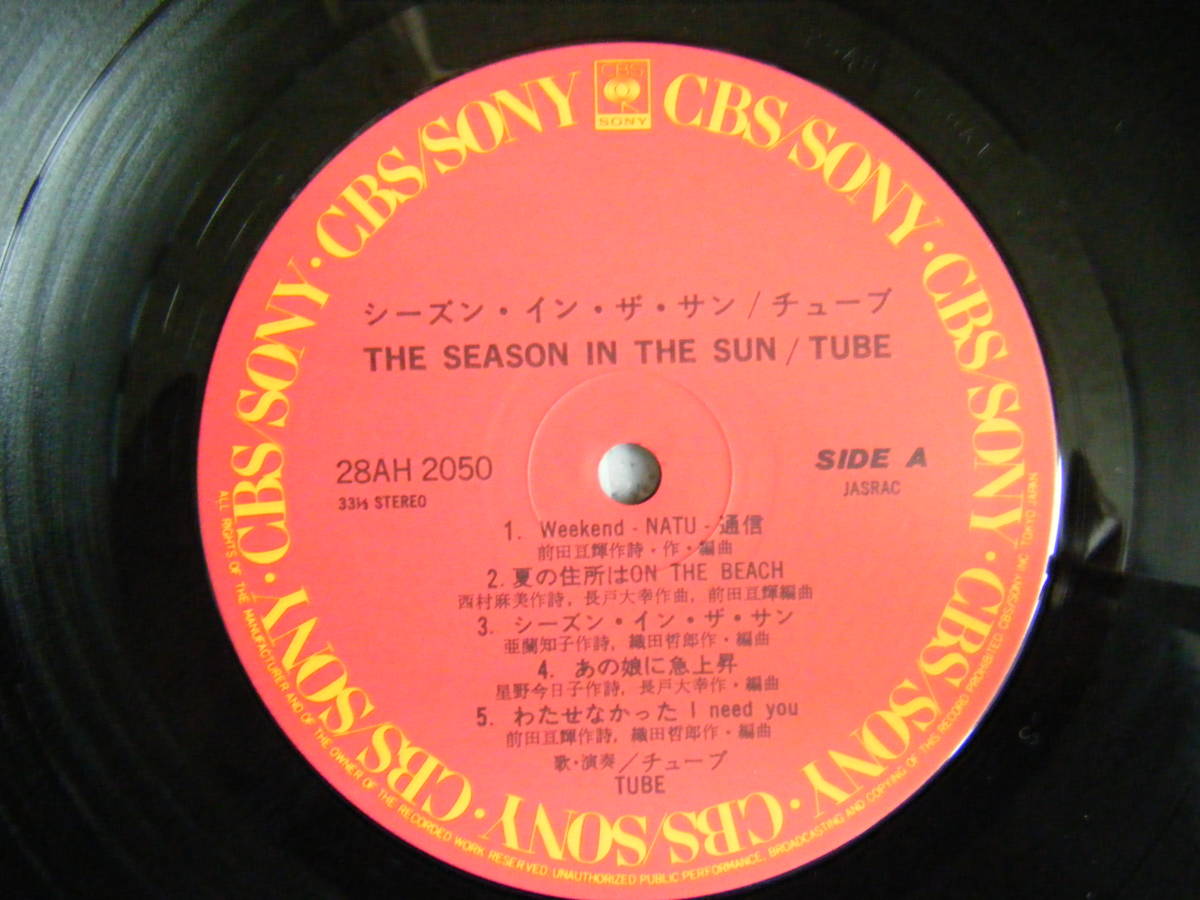 CBS
SONY
CBS/SONY · CBS/SONY · CBS/SONY · CBS/SONY · CBS/SONY · CBS/SONY · CBS/SONY · CBS/SONY · CBS/SONY · CBS/SONY
シーズン・イン・ザ・サン/チューブ
THE SEASON IN THE SUN / TUBE
28AH 2050
33⅓ STEREO
SIDE A
JASRAC
1. Weekend - NATU - 通信
前田亘輝作詩・作・編曲
2. 夏の住所はON THE BEACH
西村麻美作詩, 長戸大幸作曲, 前田亘輝編曲
3. シーズン・イン・ザ・サン
亜蘭知子作詩, 織田哲郎作・編曲
4. あの娘に急上昇
星野今日子作詩, 長戸大幸作・編曲
5. わたせなかった I need you
前田亘輝作詩, 織田哲郎作・編曲
歌・演奏/チューブ
TUBE
ALL RIGHTS OF THE MANUFACTURER AND OF THE OWNER OF THE RECORDED WORK RESERVED. UNAUTHORIZED PUBLIC PERFORMANCE, BROADCASTING AND COPYING OF THIS RECORD PROHIBITED CBS/SONY INC. TOKYO JAPAN